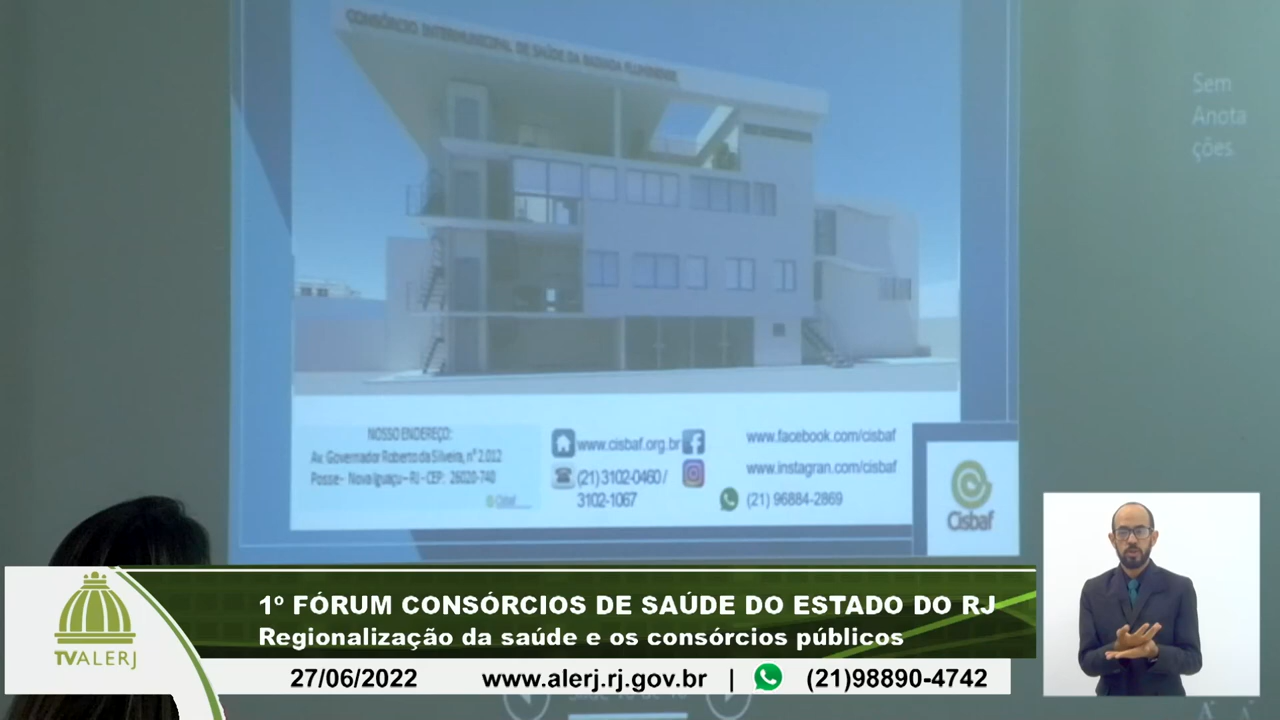 CONSÓRCIO INTERMUNICIPAL DE SAÚDE DA BAIXADA FLUMINENSE
Sem
Anota
ções.
NOSSO ENDEREÇO:
Av. Governador Roberto da Silveira, nº 2.012
Posse - Nova Iguaçu - RJ - CEP: 26020-740
Cisbaf
www.cisbaf.org.br
(21) 3102-0460 /
3102-1067
www.facebook.com/cisbaf
www.instagran.com/cisbaf
(21) 96884-2869
Cisbaf
TVALERJ
1º FÓRUM CONSÓRCIOS DE SAÚDE DO ESTADO DO RJ
Regionalização da saúde e os consórcios públicos
27/06/2022 www.alerj.rj.gov.br | (21)98890-4742